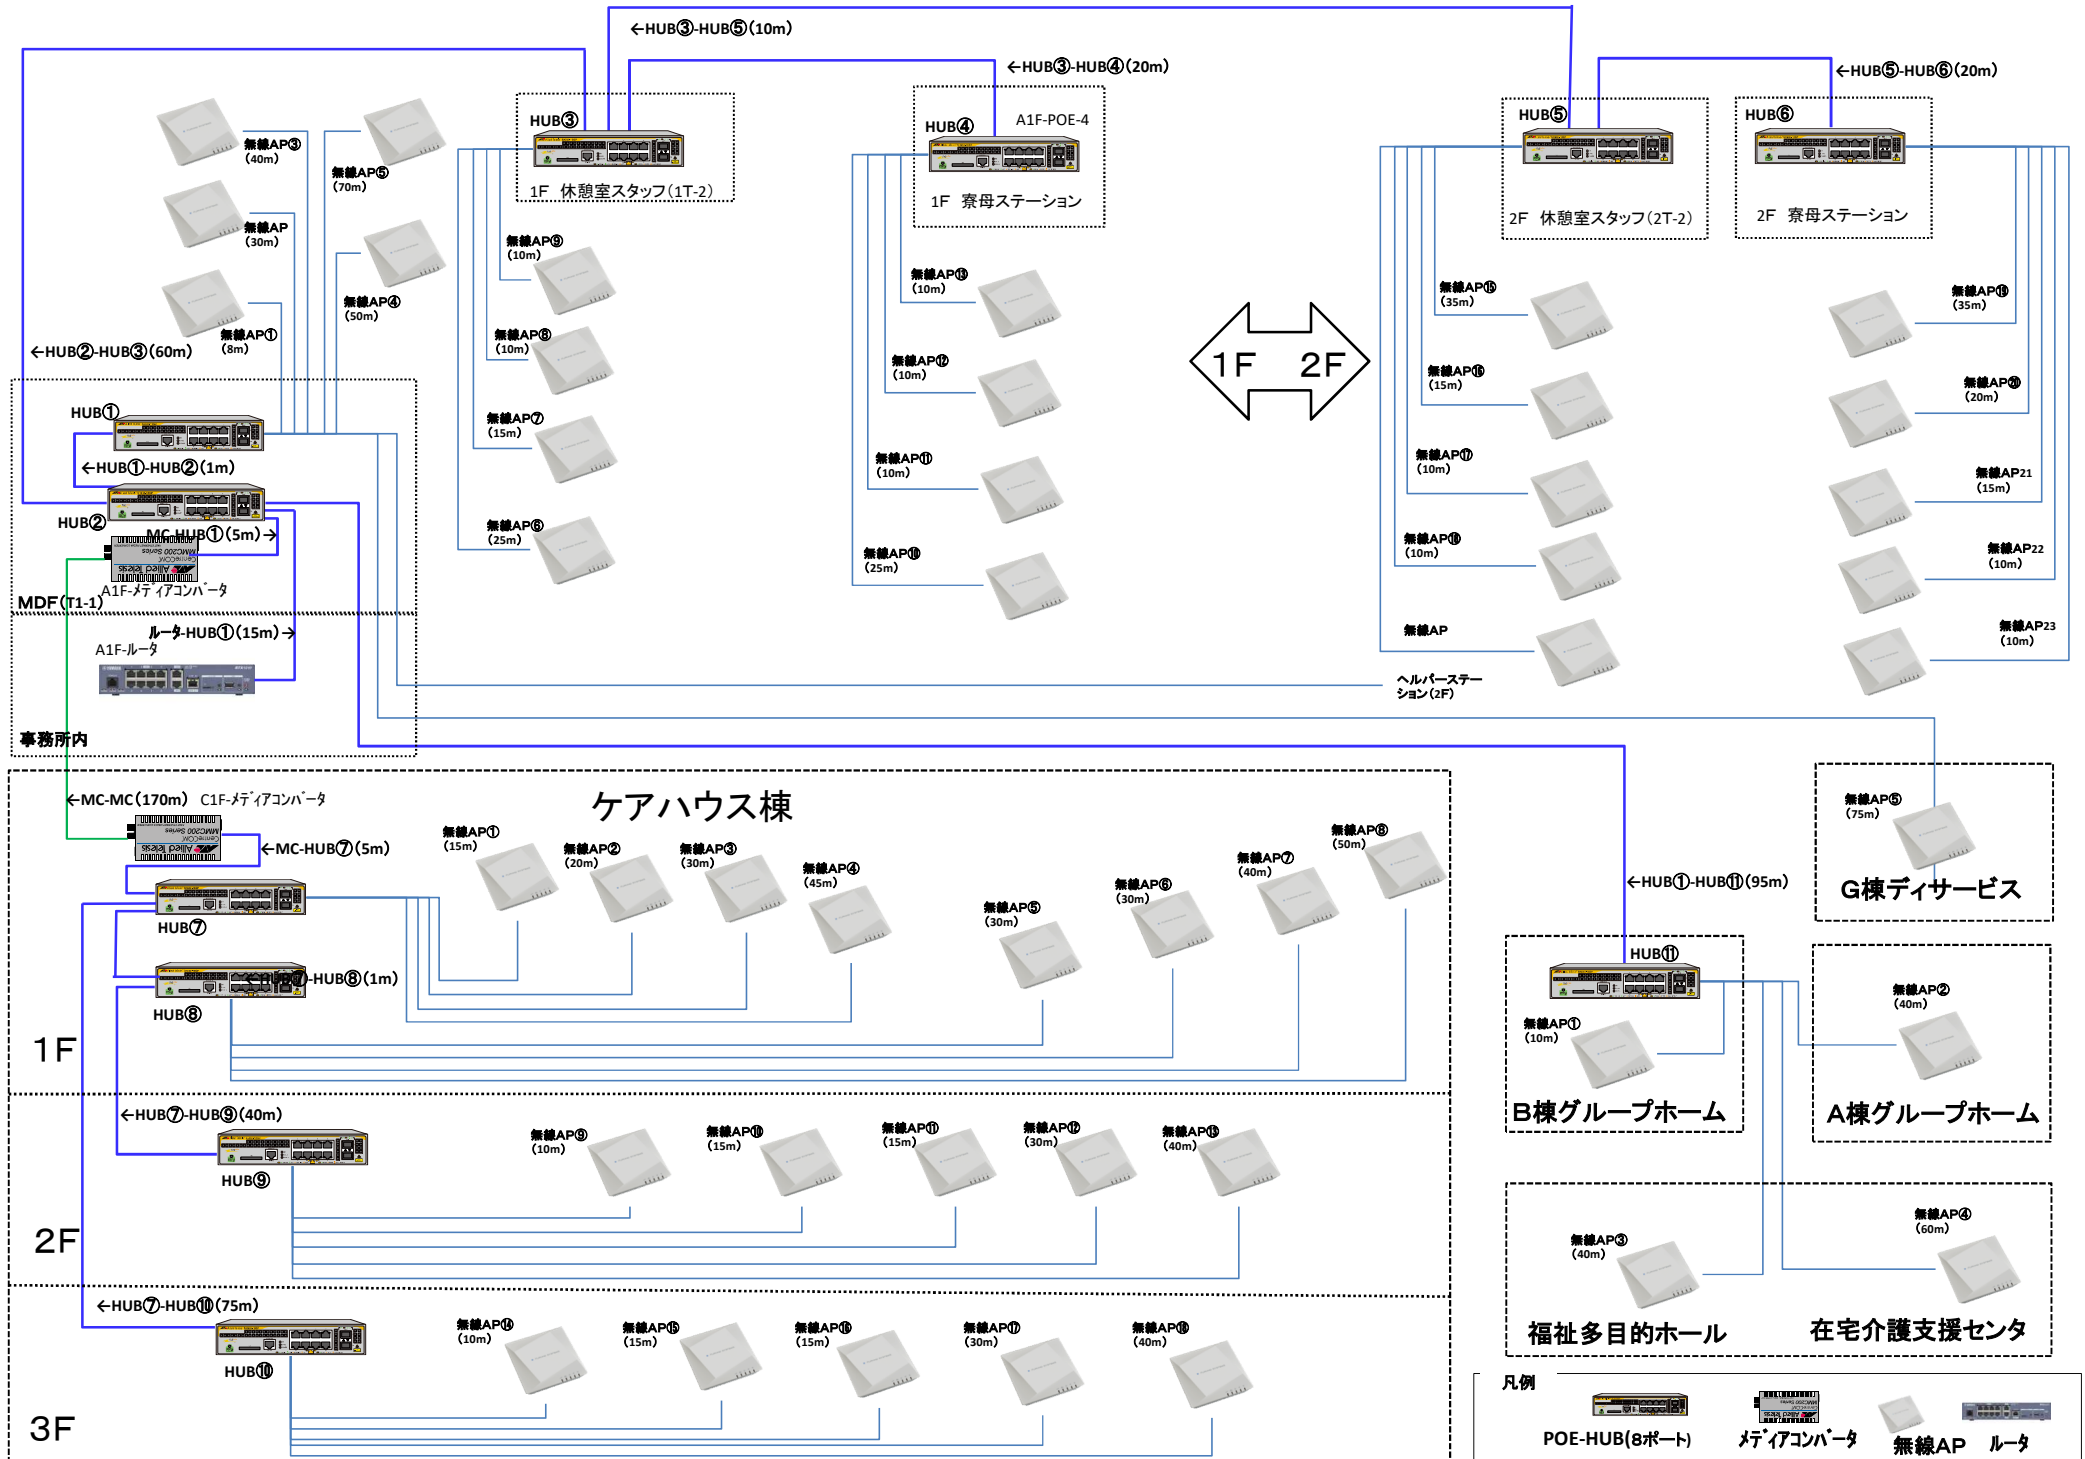 ←HUB③-HUB⑤(10m)
←HUB③-HUB④(20m)
←HUB⑤-HUB⑥(20m)
無線AP③
(40m)
無線AP⑤
(70m)
無線AP
(30m)
無線AP④
(50m)
無線AP①
(8m)
←HUB②-HUB③(60m)
HUB③
1F 休憩室スタッフ(1T-2)
HUB④
A1F-POE-4
1F 寮母ステーション
HUB⑤
2F 休憩室スタッフ(2T-2)
HUB⑥
2F 寮母ステーション
無線AP⑨
(10m)
無線AP⑧
(10m)
無線AP⑦
(15m)
無線AP⑥
(25m)
無線AP⑬
(10m)
無線AP⑫
(10m)
無線AP⑪
(10m)
無線AP⑩
(25m)
1F 2F
無線AP⑮
(35m)
無線AP⑯
(15m)
無線AP⑰
(10m)
無線AP⑱
(10m)
無線AP
無線AP⑲
(35m)
無線AP⑳
(20m)
無線AP21
(15m)
無線AP22
(10m)
無線AP23
(10m)
ヘルパーステー
ション(2F)
HUB①
←HUB①-HUB②(1m)
HUB②
MC-HUB①(5m)→
CentreCOM
MMC200 Series
Allied Telesis
A1F-メディアコンバータ
MDF(T1-1)
ルータ-HUB①(15m)→
A1F-ルータ
事務所内
←MC-MC(170m) C1F-メディアコンバータ
ケアハウス棟
CentreCOM
MMC200 Series
Allied Telesis
←MC-HUB⑦(5m)
HUB⑦
←HUB⑦-HUB⑧(1m)
HUB⑧
1F
無線AP①
(15m)
無線AP②
(20m)
無線AP③
(30m)
無線AP④
(45m)
無線AP⑤
(30m)
無線AP⑥
(30m)
無線AP⑦
(40m)
無線AP⑧
(50m)
←HUB⑦-HUB⑨(40m)
HUB⑨
2F
無線AP⑨
(10m)
無線AP⑩
(15m)
無線AP⑪
(15m)
無線AP⑫
(30m)
無線AP⑬
(40m)
←HUB⑦-HUB⑩(75m)
HUB⑩
3F
無線AP⑭
(10m)
無線AP⑮
(15m)
無線AP⑯
(15m)
無線AP⑰
(30m)
無線AP⑱
(40m)
無線AP⑤
(75m)
G棟ディサービス
←HUB①-HUB⑪(95m)
HUB⑪
無線AP①
(10m)
B棟グループホーム
無線AP②
(40m)
A棟グループホーム
無線AP③
(40m)
福祉多目的ホール
無線AP④
(60m)
在宅介護支援センタ
凡例
POE-HUB(8ポート)
CentreCOM
MMC200 Series
Allied Telesis
メディアコンバータ
無線AP
ルータ